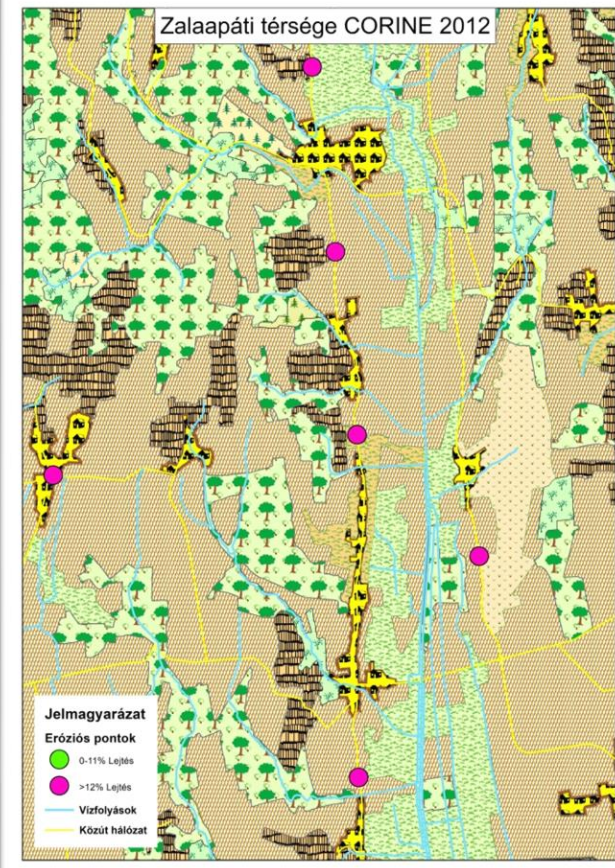 Zalaapáti térsége CORINE 2012
Jelmagyarázat
Eróziós pontok
0-11% Lejtés
>12% Lejtés
Vízfolyások
Közút hálózat